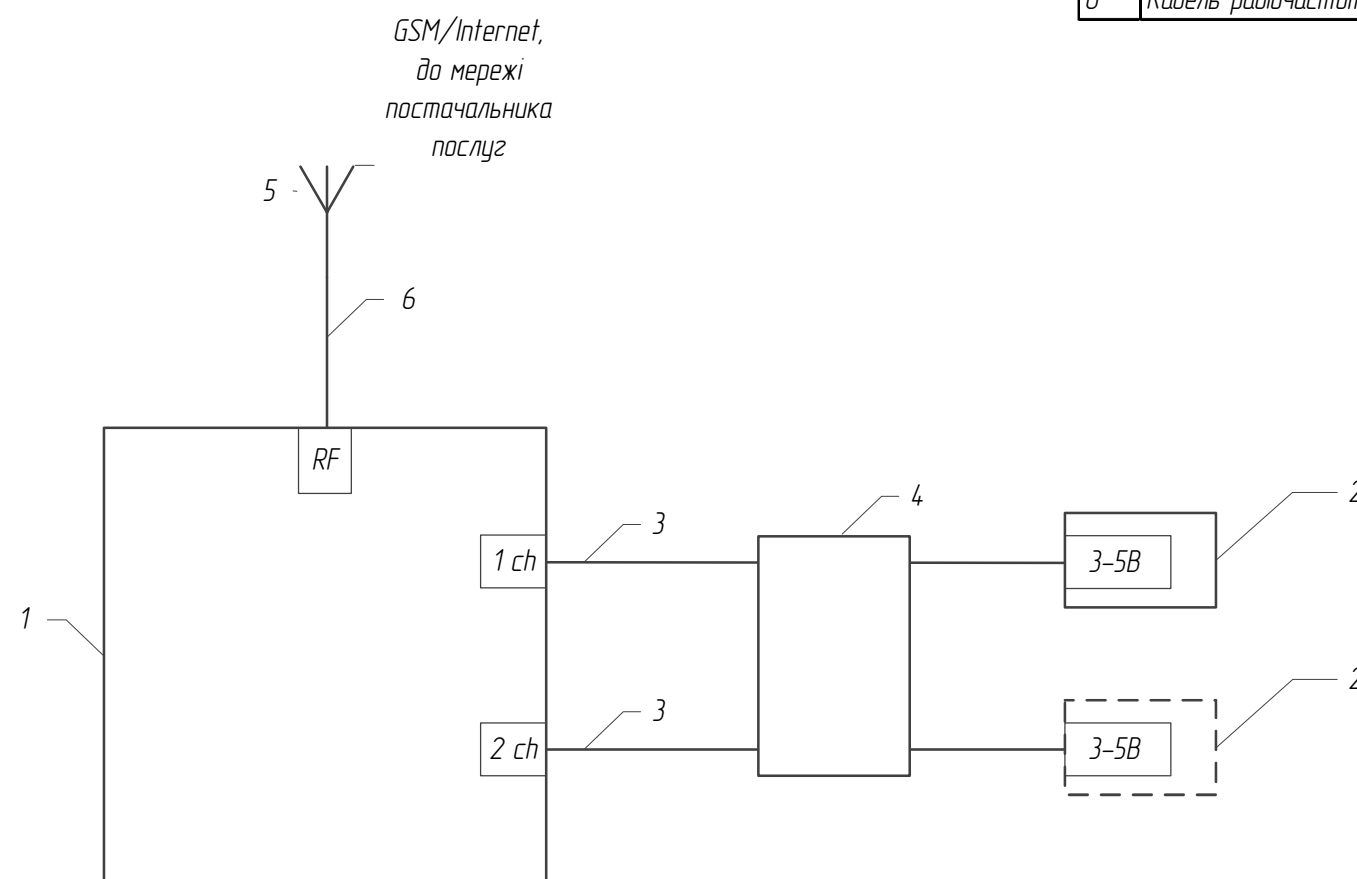 6 Кабель
GSM/Internet,
до мережі
постачальника
послуг
5
6
RF
4
2
3
1 ch
3-5В
1
2
3
2 ch
3-5В